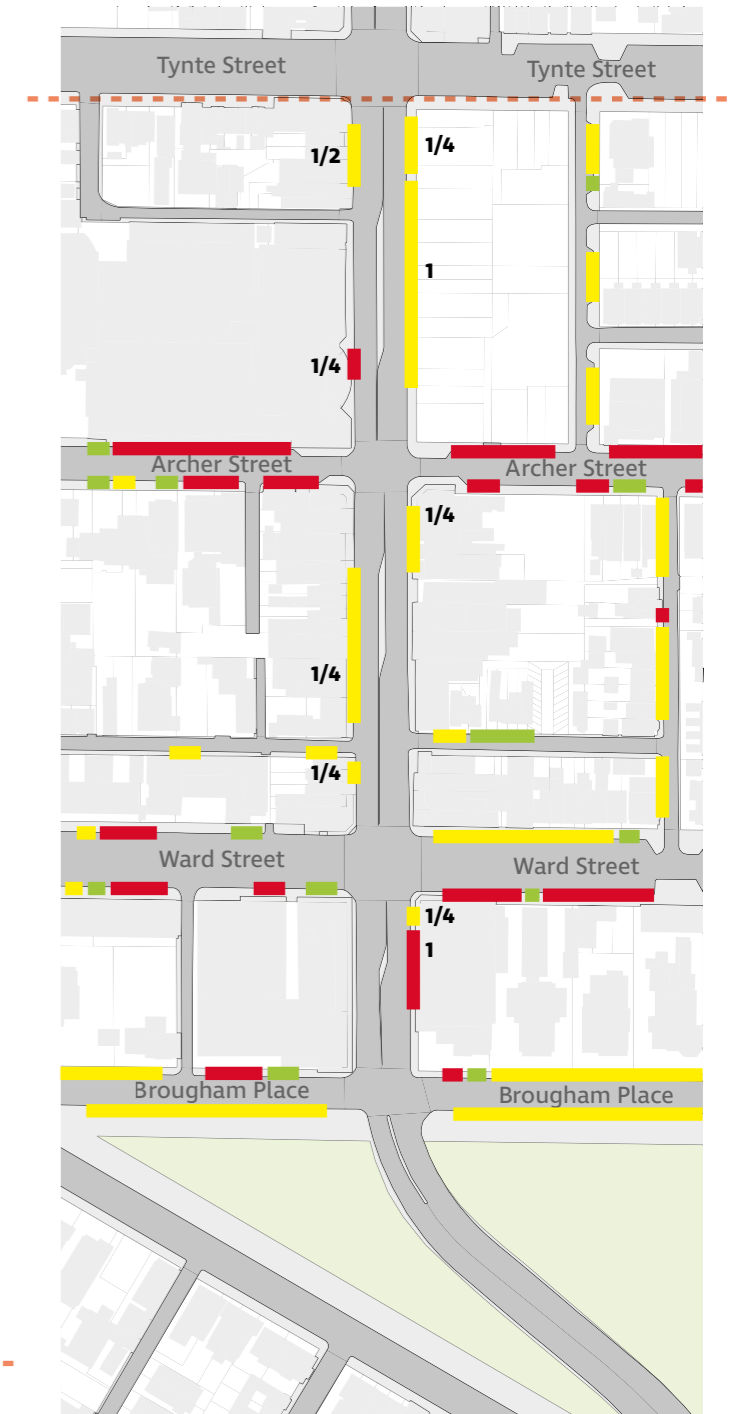 Tynte Street
Tynte Street
1/2
1/4
1
1/4
Archer Street
Archer Street
1/4
1/4
1/4
Ward Street
Ward Street
1/4
1
Brougham Place
Brougham Place